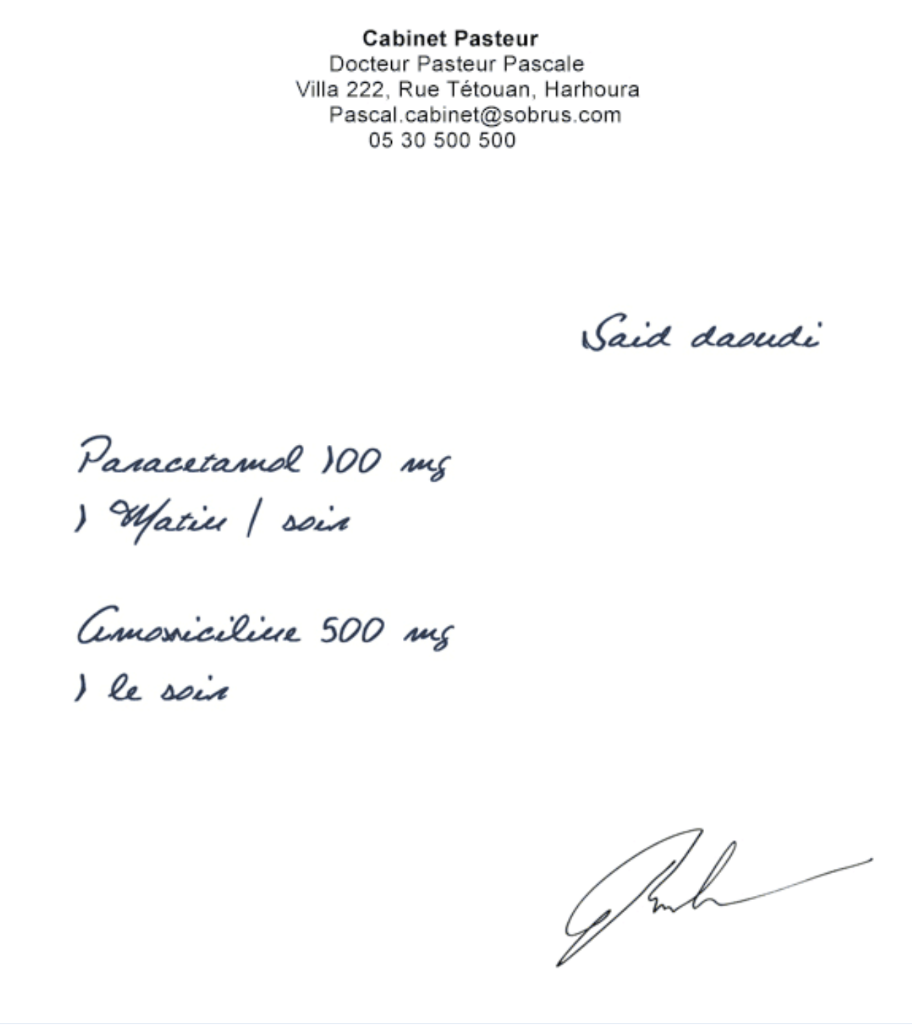 Cabinet Pasteur
Docteur Pasteur Pascale
Villa 222, Rue Tétouan, Harhoura
Pascal.cabinet@sobrus.com
05 30 500 500
Said daoudi
Paracetamol 100 mg
1 Matin / soir
Amoxiciline 500 mg
1 le soir